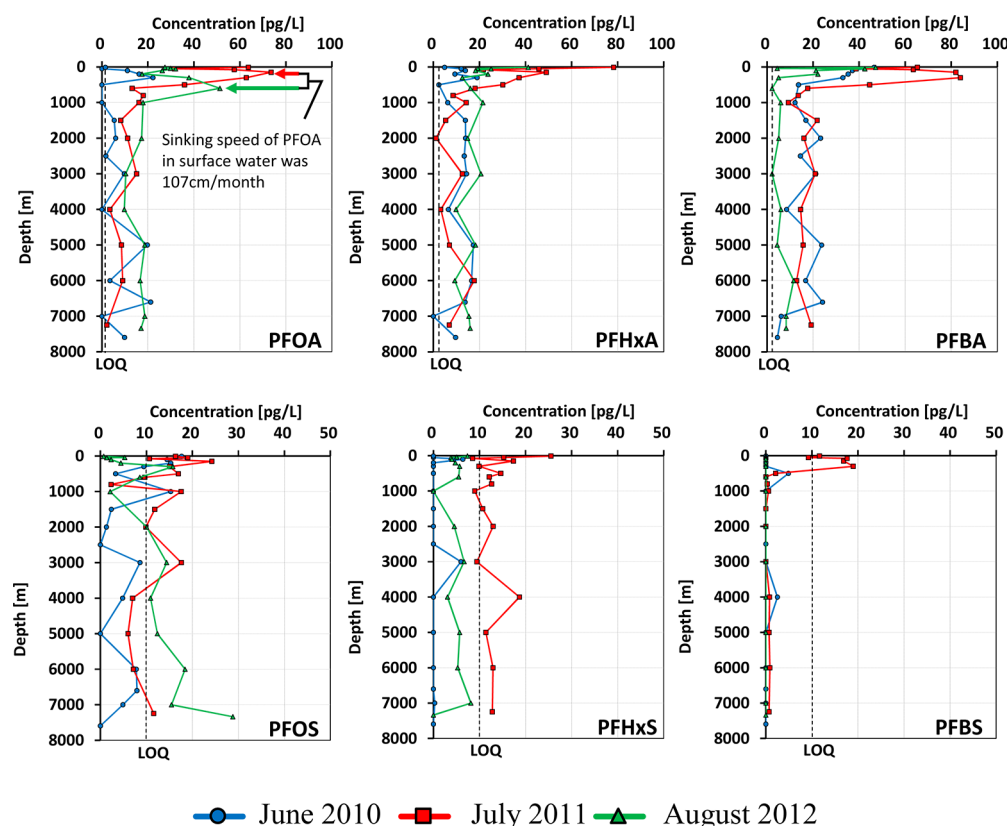 Concentration [pg/L]
0 20 40 60 80 100
0
1000
2000
3000
4000
5000
6000
7000
8000
Depth [m]
Sinking speed of PFOA
in surface water was
107cm/month
PFOA
LOQ
Concentration [pg/L]
0 20 40 60 80 100
0
1000
2000
3000
4000
5000
6000
7000
8000
Depth [m]
PFHxA
LOQ
Concentration [pg/L]
0 20 40 60 80 100
0
1000
2000
3000
4000
5000
6000
7000
8000
Depth [m]
PFBA
LOQ
Concentration [pg/L]
0 10 20 30 40 50
0
1000
2000
3000
4000
5000
6000
7000
8000
Depth [m]
PFOS
LOQ
Concentration [pg/L]
0 10 20 30 40 50
0
1000
2000
3000
4000
5000
6000
7000
8000
Depth [m]
PFHxS
LOQ
Concentration [pg/L]
0 10 20 30 40 50
0
1000
2000
3000
4000
5000
6000
7000
8000
Depth [m]
PFBS
LOQ
June 2010 July 2011 August 2012